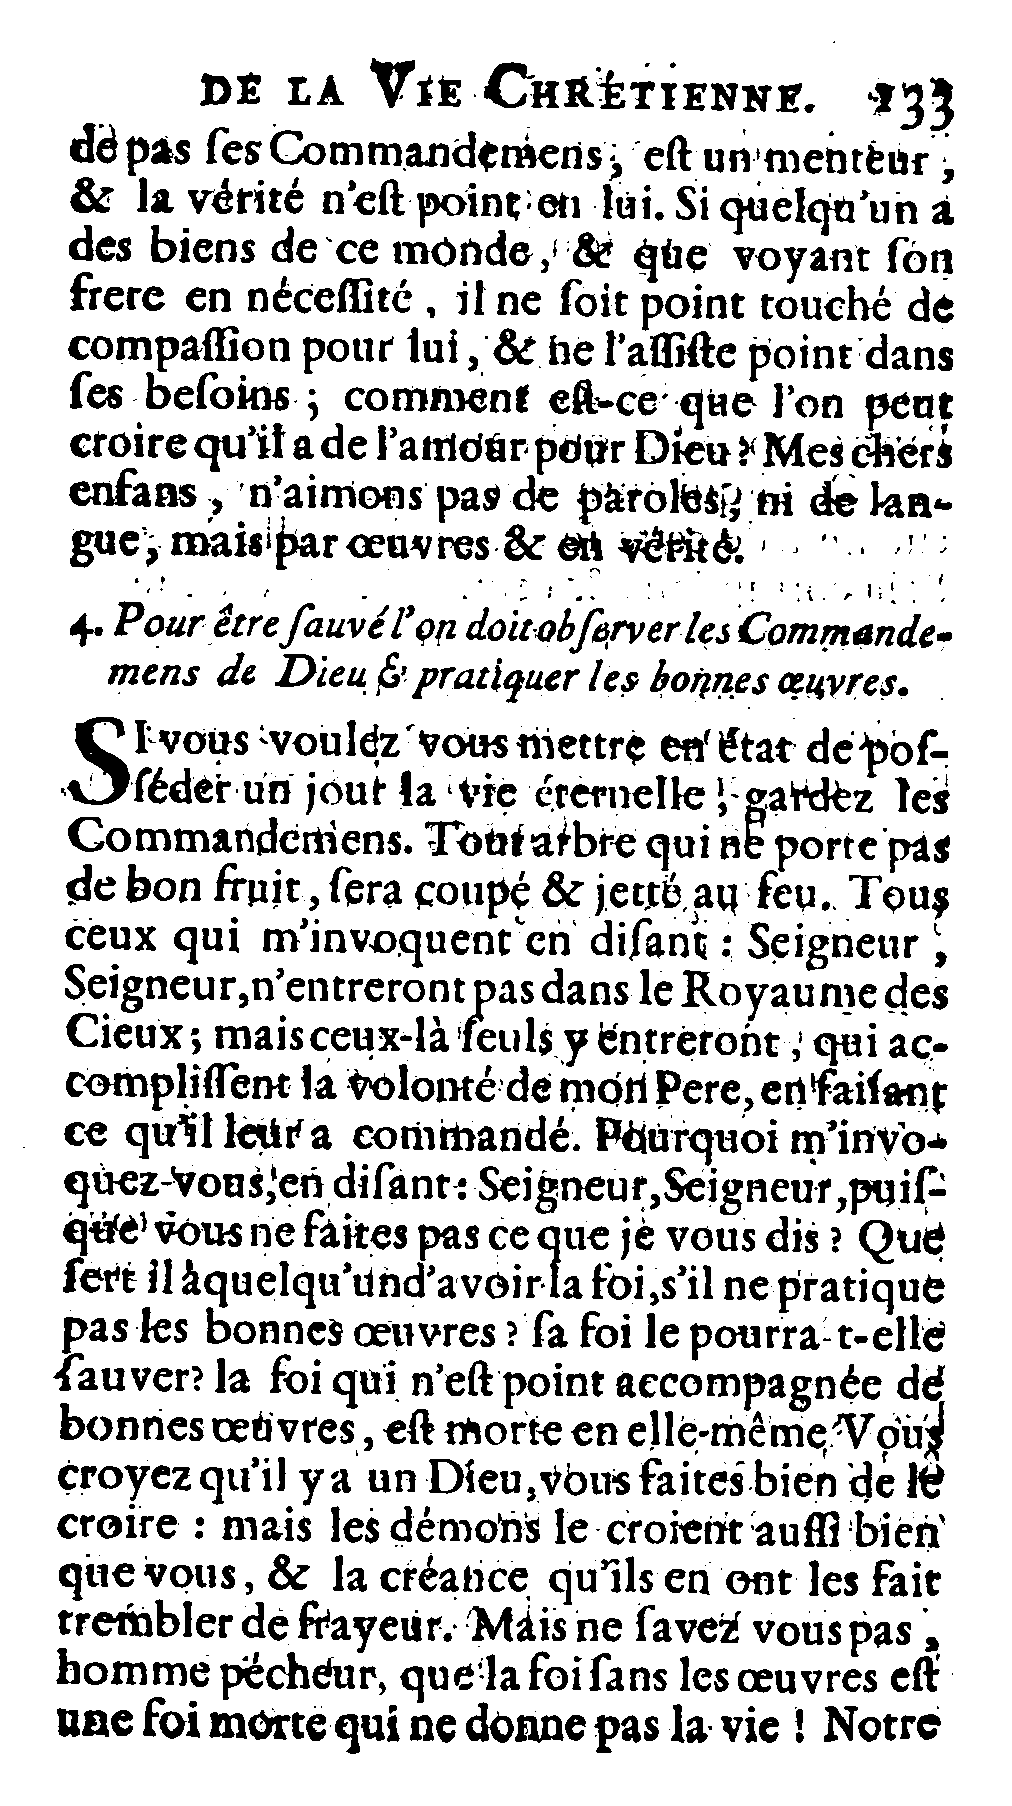 DE LA VIE CHRÉTIENNE. 133
de pas ſes Commandemens, eſt un menteur,
& la vérité n'eſt point en lui. Si quelqu'un a
des biens de ce monde, & que voyant ſon
frere en néceſſité, il ne ſoit point touché de
compaſſion pour lui, & ne l'aſſiſte point dans
ſes beſoins; comment eſt-ce que l'on peut
croire qu'il a de l'amour pour Dieu? Mes chers
enfans, n'aimons pas de paroles, ni de lan-
gue, mais par œuvres & en vérité.
4. Pour être ſauvé l'on doit obſerver les Commande-
mens de Dieu & pratiquer les bonnes œuvres.
SI vous voulez vous mettre en état de poſ-
ſéder un jour la vie éternelle, gardez les
Commandemens. Tout arbre qui ne porte pas
de bon fruit, ſera coupé & jetté au feu. Tous
ceux qui m'invoquent en diſant: Seigneur,
Seigneur, n'entreront pas dans le Royaume des
Cieux; mais ceux-là ſeuls y entreront, qui ac-
compliſſent la volonté de mon Pere, en faiſant
ce qu'il leur a commandé. Pourquoi m'invo-
quez-vous, en diſant: Seigneur, Seigneur, puiſ-
que vous ne faites pas ce que je vous dis? Que
ſert il à quelqu'un d'avoir la foi, s'il ne pratique
pas les bonnes œuvres? ſa foi le pourra-t-elle
ſauver? la foi qui n'eſt point accompagnée de
bonnes œuvres, eſt morte en elle-même. Vous
croyez qu'il y a un Dieu, vous faites bien de le
croire: mais les démons le croient auſſi bien
que vous, & la créance qu'ils en ont les fait
trembler de frayeur. Mais ne ſavez vous pas,
homme pécheur, que la foi ſans les œuvres eſt
une foi morte qui ne donne pas la vie! Notre